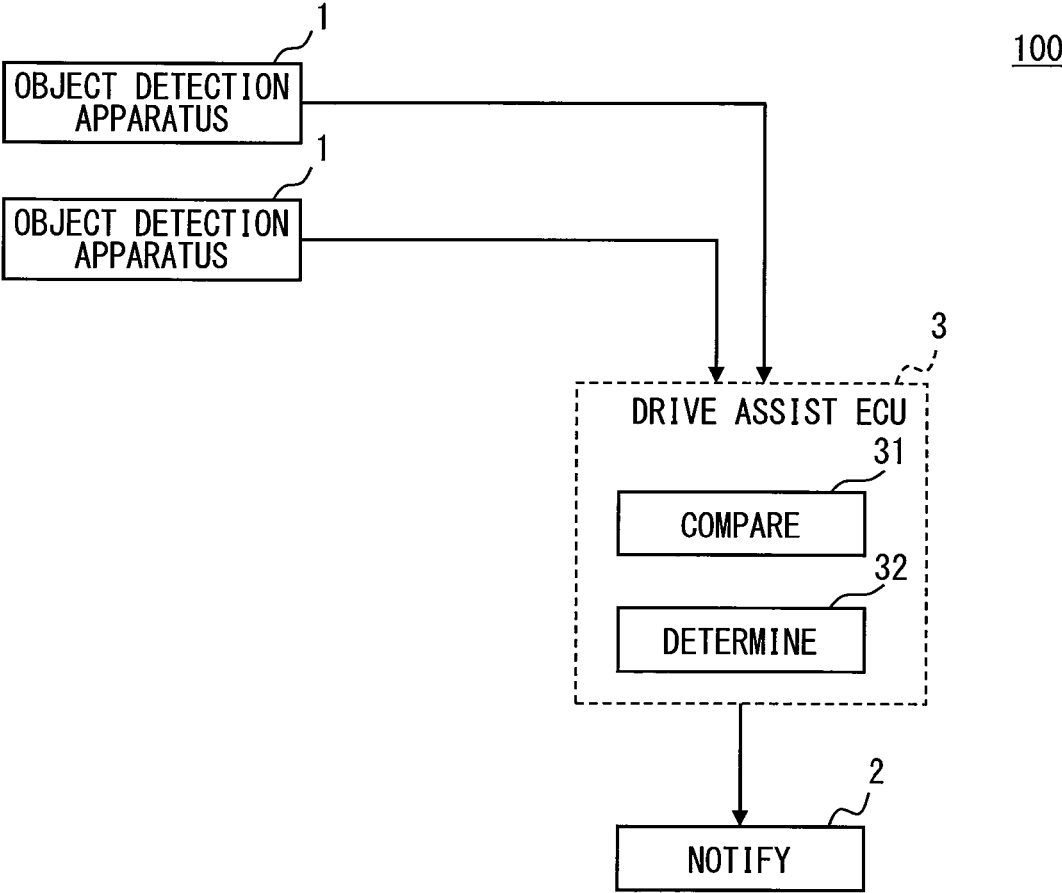 1
100
OBJECT DETECTION
APPARATUS
1
OBJECT DETECTION
APPARATUS
3
DRIVE ASSIST ECU
31
COMPARE
32
DETERMINE
2
NOTIFY